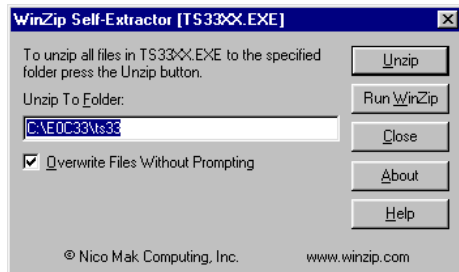 WinZip Self-Extractor [TS33XX.EXE]
To unzip all files in TS33XX.EXE to the specified
folder press the Unzip button.
Unzip To Folder:
C:\E0C33\ts33
Overwrite Files Without Prompting
Unzip
Run WinZip
Close
About
Help
© Nico Mak Computing, Inc. www.winzip.com